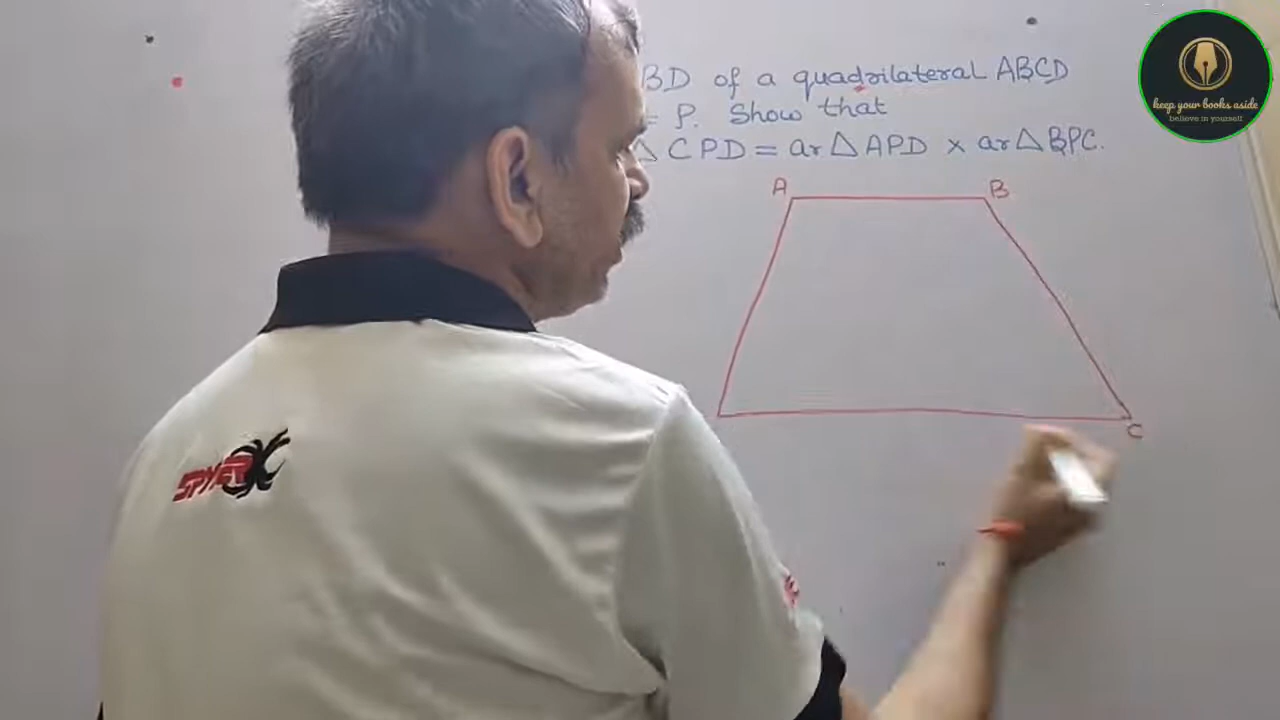 BD of a quadrilateral ABCD
= P. Show that
△ CPD = ar △ APD × ar △ BPC.
A
B
C
keep your books aside
believe in yourself